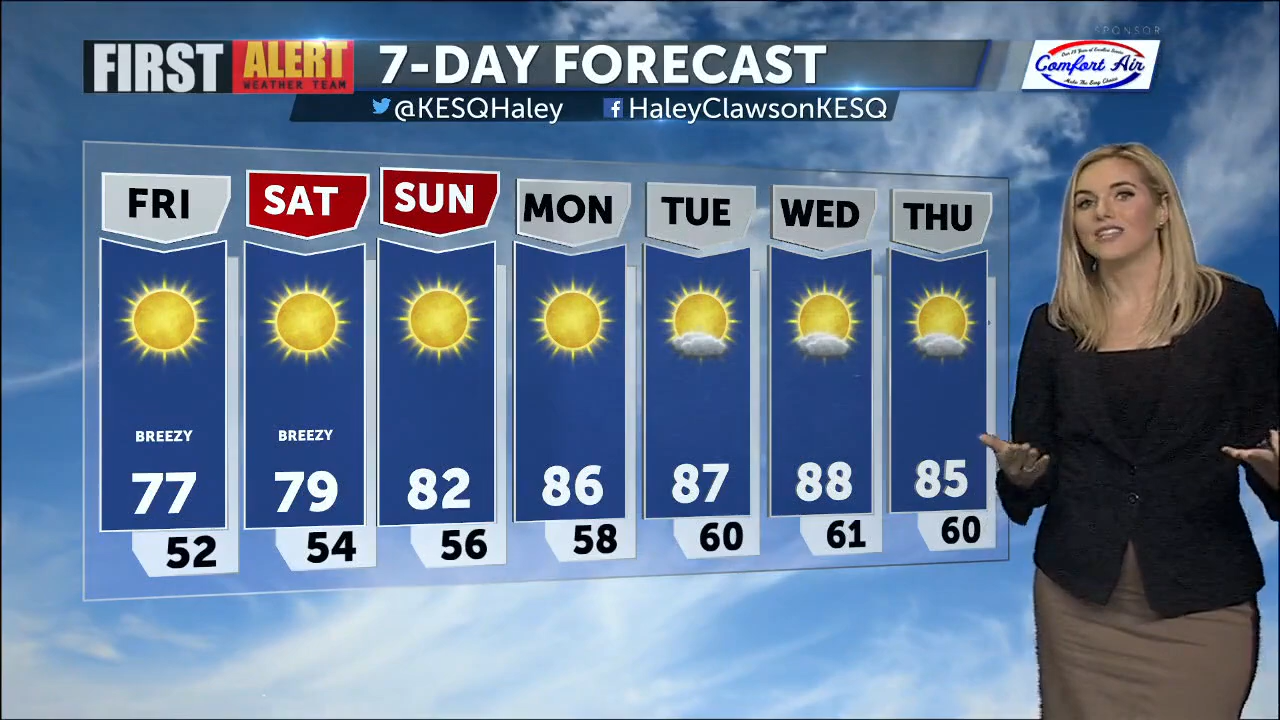 SPONSOR
FIRST ALERT 7-DAY FORECAST
WEATHER TEAM
Comfort Air
@KESQHaley HaleyClawsonKESQ
FRI SAT SUN MON TUE WED THU
BREEZY BREEZY
77 79 82 86 87 88 85
52 54 56 58 60 61 60